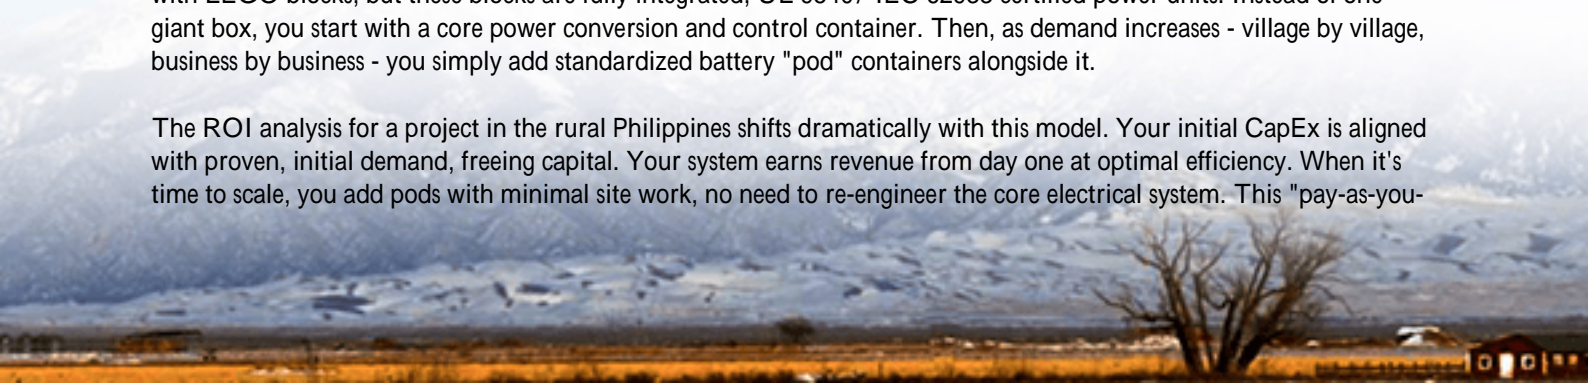 giant box, you start with a core power conversion and control container. Then, as demand increases - village by village,
business by business - you simply add standardized battery "pod" containers alongside it.
The ROI analysis for a project in the rural Philippines shifts dramatically with this model. Your initial CapEx is aligned
with proven, initial demand, freeing capital. Your system earns revenue from day one at optimal efficiency. When it's
time to scale, you add pods with minimal site work, no need to re-engineer the core electrical system. This "pay-as-you-